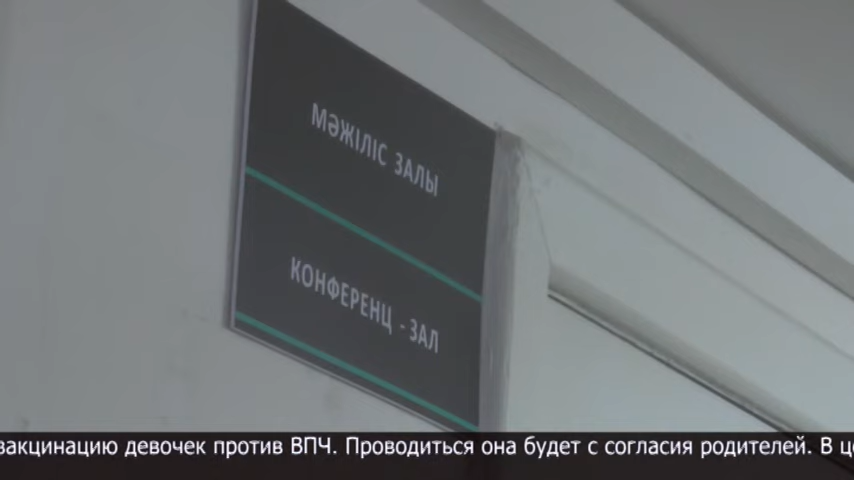 МӘЖІЛІС ЗАЛЫ
КОНФЕРЕНЦ - ЗАЛ
вакцинацию девочек против ВПЧ. Проводиться она будет с согласия родителей. В